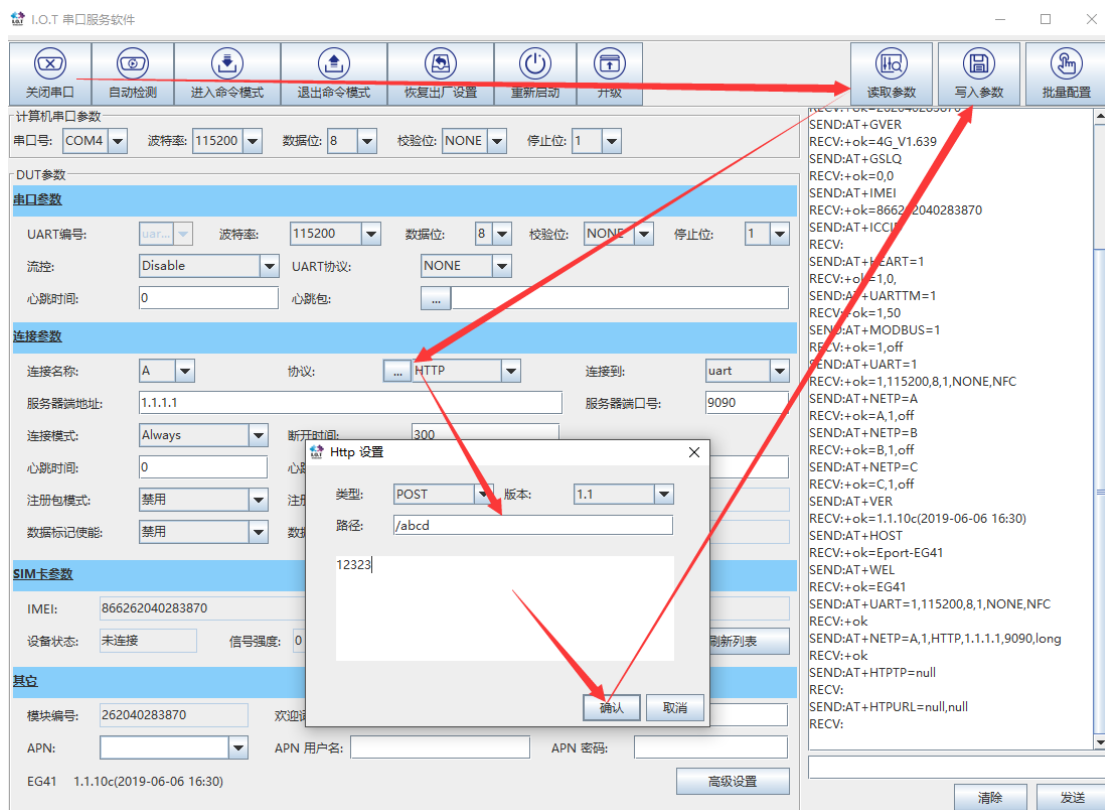 I.O.T 串口服务软件
关闭串口 自动检测 进入命令模式 退出命令模式 恢复出厂设置 重新启动 升级 读取参数 写入参数 批量配置
计算机串口参数
串口号: COM4 波特率: 115200 数据位: 8 校验位: NONE 停止位: 1
DUT参数
串口参数
UART编号: uar... 波特率: 115200 数据位: 8 校验位: NONE 停止位: 1
流控: Disable UART协议: NONE
心跳时间: 0 心跳包: ...
连接参数
连接名称: A 协议: ... HTTP 连接到: uart
服务器端地址: 1.1.1.1 服务器端口号: 9090
连接模式: Always 断开时间: 300
心跳时间: 0
注册包模式: 禁用
数据标记使能: 禁用
SIM卡参数
IMEI: 866262040283870
设备状态: 未连接 信号强度: 0 刷新列表
其它
模块编号: 262040283870
APN: APN 用户名: APN 密码:
EG41 1.1.10c(2019-06-06 16:30) 高级设置
Http 设置
类型: POST 版本: 1.1
路径: /abcd
12323
确认 取消
RECV:+ok=262040283870
SEND:AT+GVER
RECV:+ok=4G_V1.639
SEND:AT+GSLQ
RECV:+ok=0,0
SEND:AT+IMEI
RECV:+ok=866262040283870
SEND:AT+ICCID
RECV:
SEND:AT+HEART=1
RECV:+ok=1,0,
SEND:AT+UARTTM=1
RECV:+ok=1,50
SEND:AT+MODBUS=1
RECV:+ok=1,off
SEND:AT+UART=1
RECV:+ok=1,115200,8,1,NONE,NFC
SEND:AT+NETP=A
RECV:+ok=A,1,off
SEND:AT+NETP=B
RECV:+ok=B,1,off
SEND:AT+NETP=C
RECV:+ok=C,1,off
SEND:AT+VER
RECV:+ok=1.1.10c(2019-06-06 16:30)
SEND:AT+HOST
RECV:+ok=Eport-EG41
SEND:AT+WEL
RECV:+ok=EG41
SEND:AT+UART=1,115200,8,1,NONE,NFC
RECV:+ok
SEND:AT+NETP=A,1,HTTP,1.1.1.1,9090,long
RECV:+ok
SEND:AT+HTPTP=null
RECV:
SEND:AT+HTPURL=null,null
RECV:
清除 发送